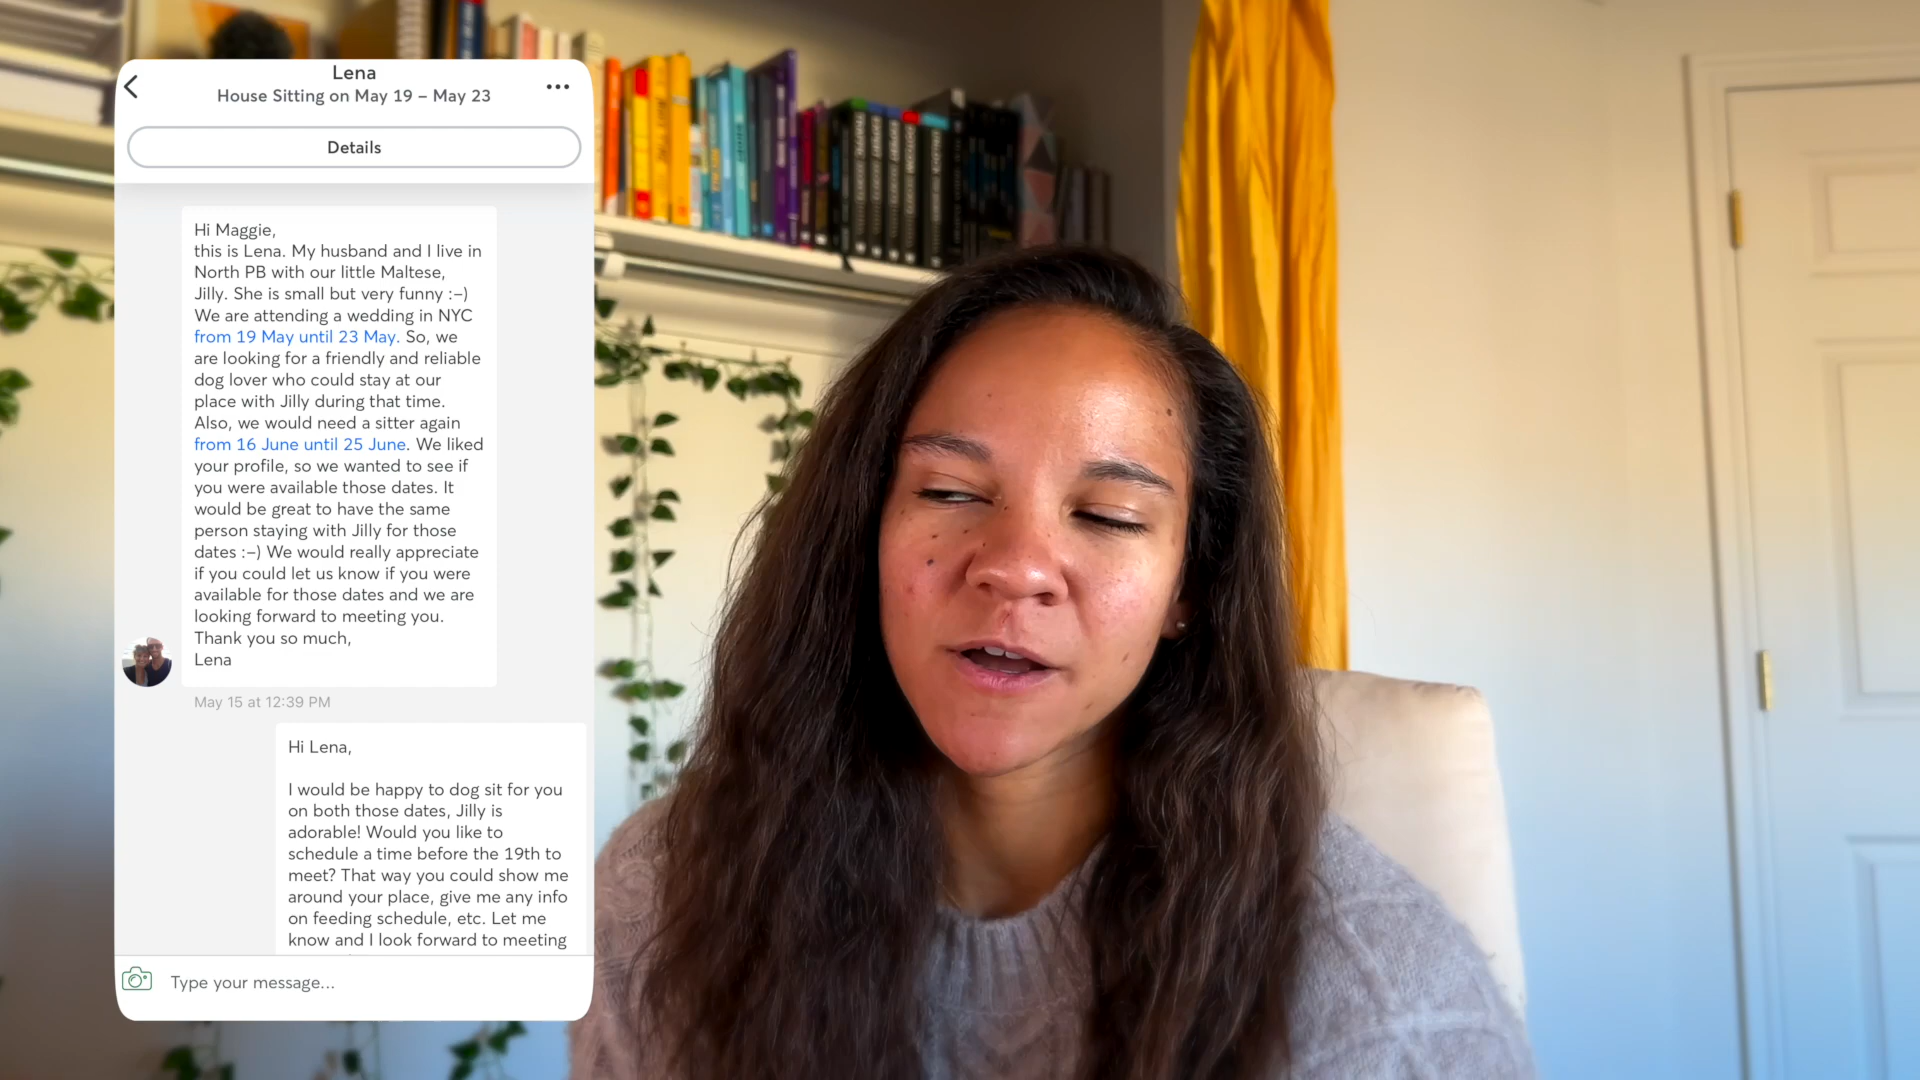 Lena
House Sitting on May 19 – May 23
Details
Hi Maggie,
this is Lena. My husband and I live in
North PB with our little Maltese,
Jilly. She is small but very funny :-)
We are attending a wedding in NYC
from 19 May until 23 May. So, we
are looking for a friendly and reliable
dog lover who could stay at our
place with Jilly during that time.
Also, we would need a sitter again
from 16 June until 25 June. We liked
your profile, so we wanted to see if
you were available those dates. It
would be great to have the same
person staying with Jilly for those
dates :-) We would really appreciate
if you could let us know if you were
available for those dates and we are
looking forward to meeting you.
Thank you so much,
Lena
May 15 at 12:39 PM
Hi Lena,
I would be happy to dog sit for you
on both those dates, Jilly is
adorable! Would you like to
schedule a time before the 19th to
meet? That way you could show me
around your place, give me any info
on feeding schedule, etc. Let me
know and I look forward to meeting
Type your message...